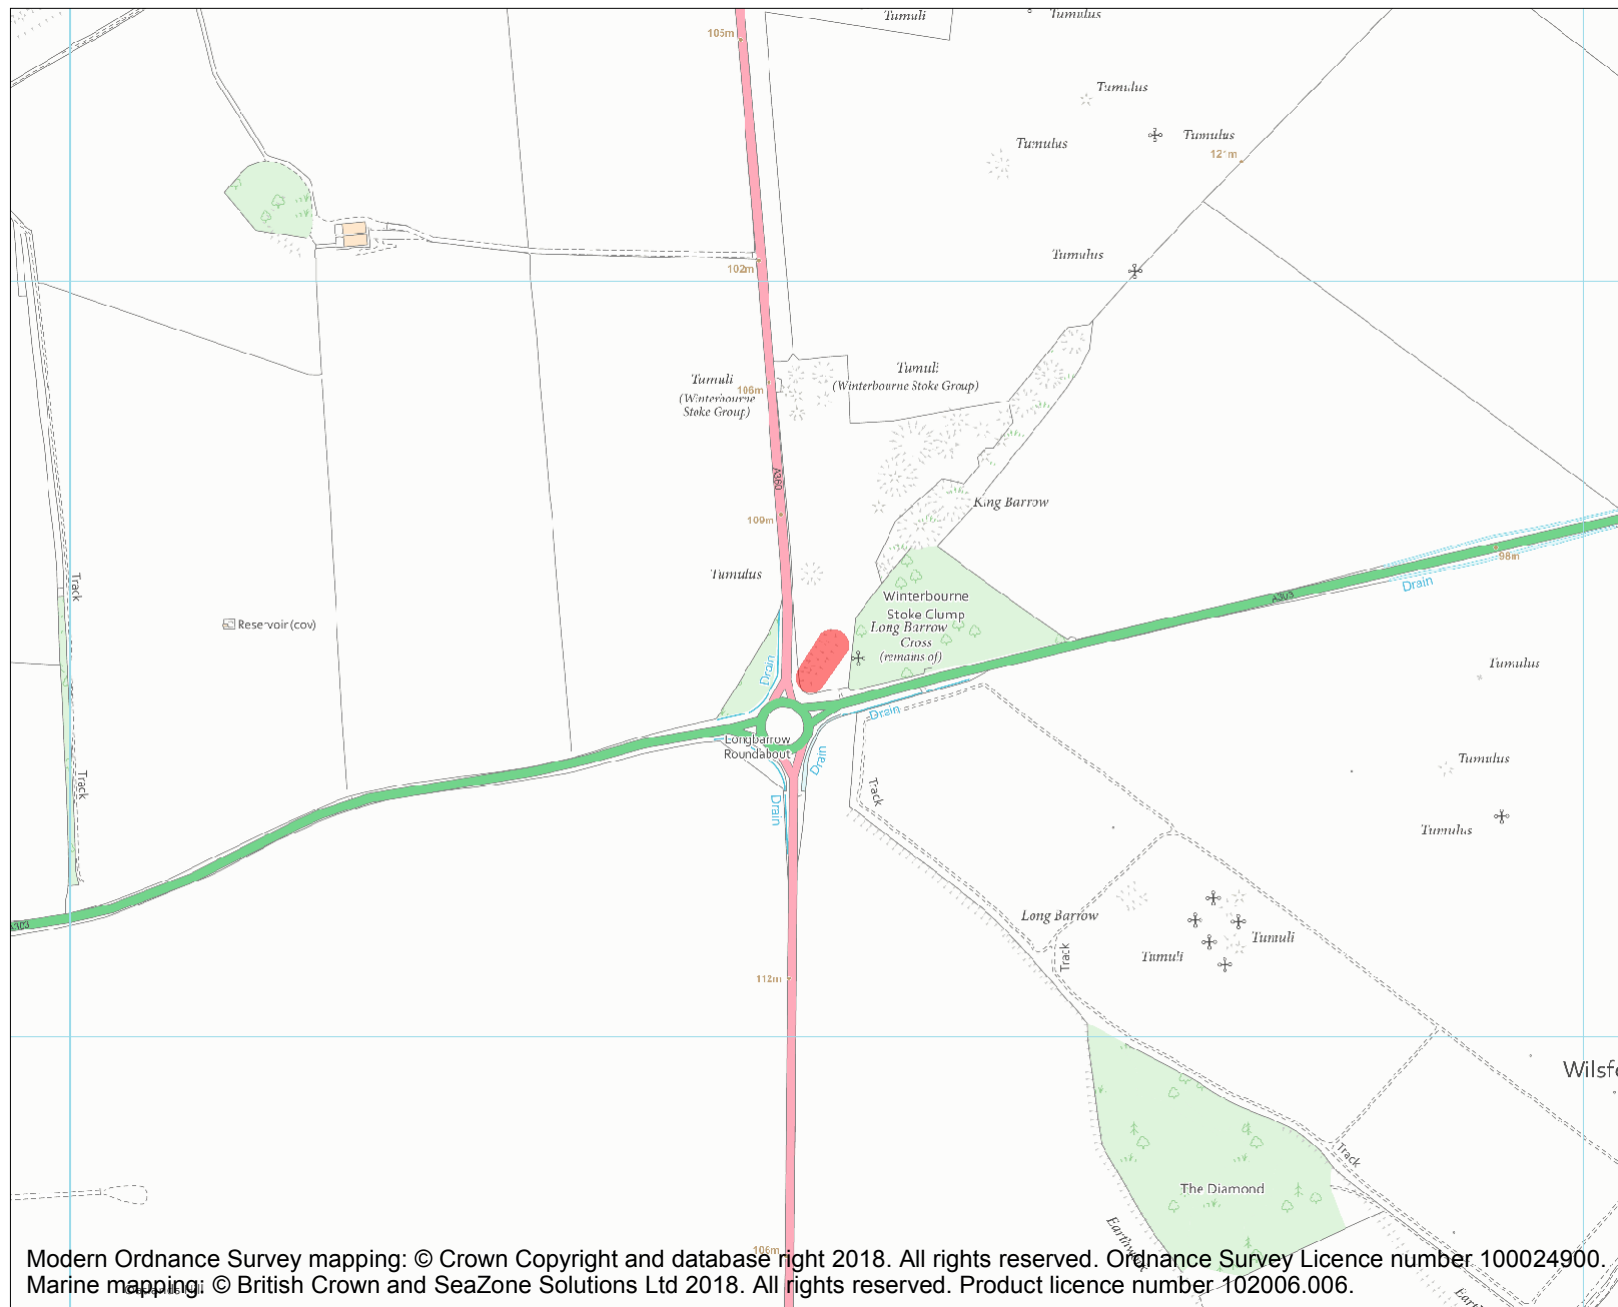 Tumuli
Tumulus
105m
Tumulus
Tumulus
Tumulus
Tumulus
102m
Tumuli
(Winterbourne Stoke Group)
Tumuli
(Winterbourne
Stoke Group)
106m
A360
King Barrow
109m
98m
Tumulus
Track
Drain
A303
Winterbourne
Stoke Clump
Reservoir (cov)
Long Barrow
Cross
(remains of)
Drain
Tumulus
Drain
Longbarrow
Roundabout
Drain
Tumulus
Track
Track
Drain
Tumulus
Long Barrow
A303
Tumuli
Tumuli
Track
112m
Track
The Diamond
106m
Modern Ordnance Survey mapping: © Crown Copyright and database right 2018. All rights reserved. Ordnance Survey Licence number 100024900.
Marine mapping: © British Crown and SeaZone Solutions Ltd 2018. All rights reserved. Product licence number 102006.006.